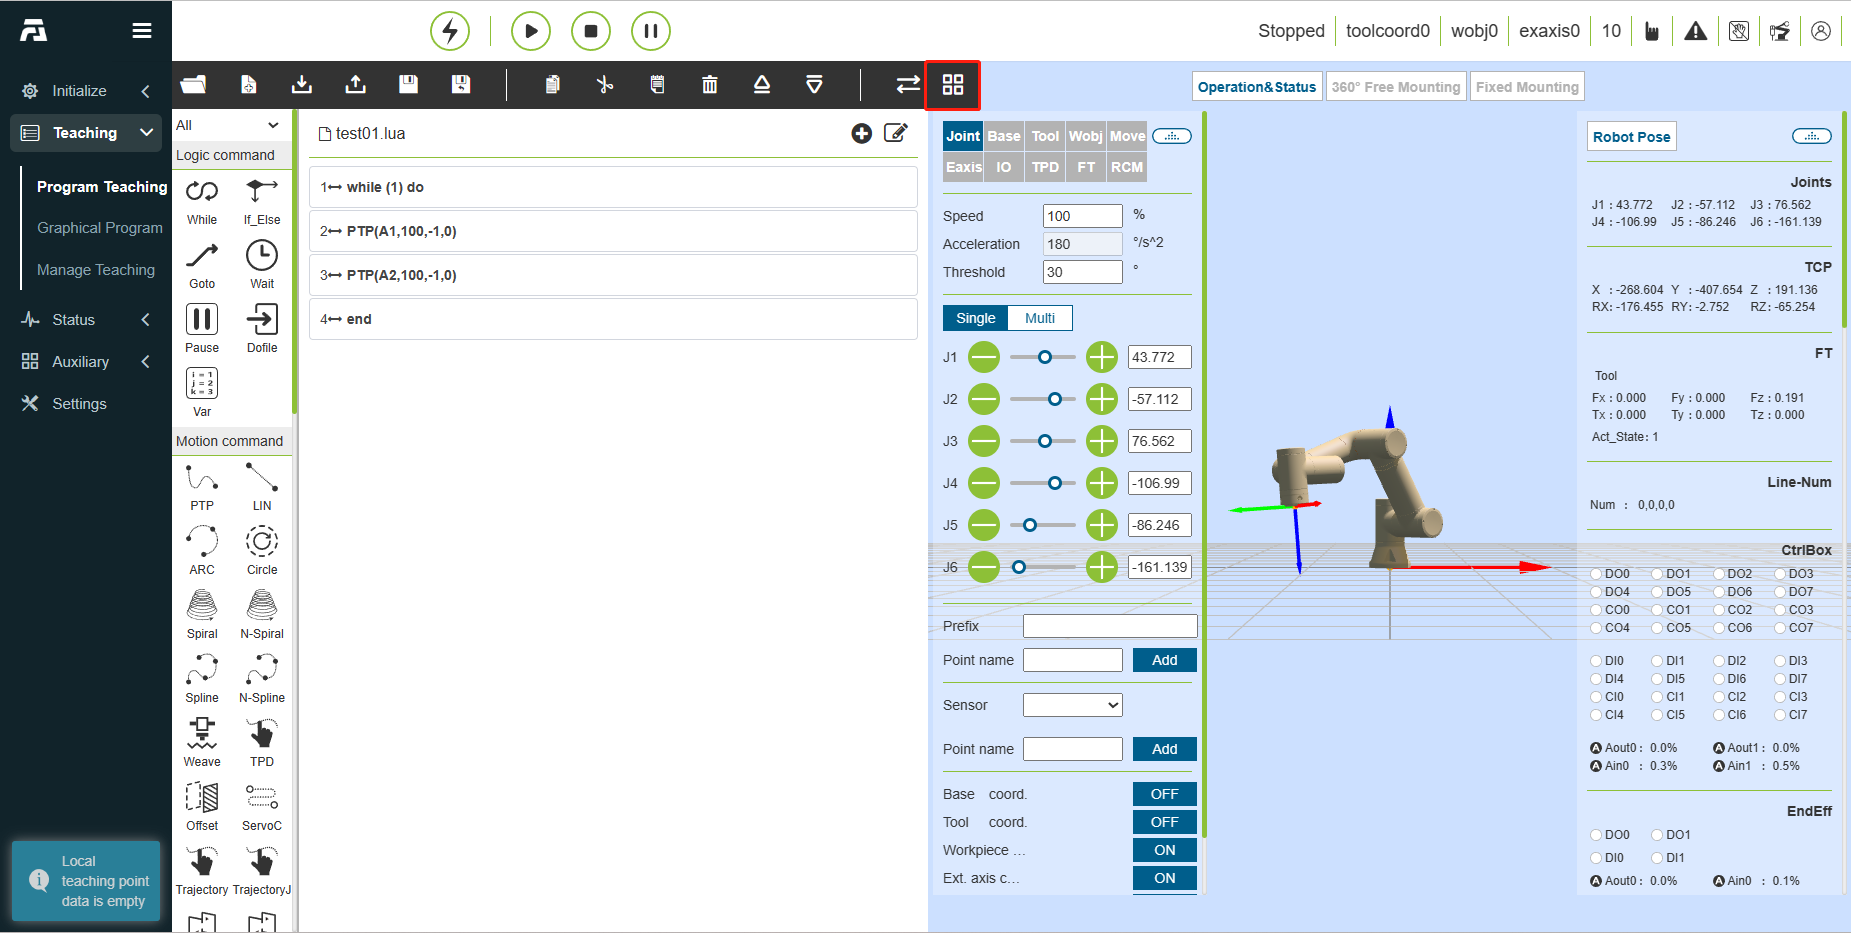 Stopped toolcoord0 wobj0 exaxis0 10
Initialize
Teaching
Program Teaching
Graphical Program
Manage Teaching
Status
Auxiliary
Settings
Local
teaching point
data is empty
All
Logic command
While If_Else
Goto Wait
Pause Dofile
i = 1
j = 2
k = 3
Var
Motion command
PTP LIN
ARC Circle
Spiral N-Spiral
Spline N-Spline
Weave TPD
Offset ServoC
Trajectory TrajectoryJ
test01.lua
1 while (1) do
2 PTP(A1,100,-1,0)
3 PTP(A2,100,-1,0)
4 end
Operation&Status 360° Free Mounting Fixed Mounting
Joint Base Tool Wobj Move
Eaxis IO TPD FT RCM
Speed 100 %
Acceleration 180 °/s^2
Threshold 30 °
Single Multi
J1 43.772
J2 -57.112
J3 76.562
J4 -106.99
J5 -86.246
J6 -161.139
Prefix
Point name Add
Sensor
Point name Add
Base coord. OFF
Tool coord. OFF
Workpiece ... ON
Ext. axis c... ON
Robot Pose
Joints
J1 : 43.772 J2 : -57.112 J3 : 76.562
J4 : -106.99 J5 : -86.246 J6 : -161.139
TCP
X : -268.604 Y : -407.654 Z : 191.136
RX: -176.455 RY: -2.752 RZ: -65.254
FT
Tool
Fx : 0.000 Fy : 0.000 Fz : 0.191
Tx : 0.000 Ty : 0.000 Tz : 0.000
Act_State : 1
Line-Num
Num : 0,0,0,0
CtrlBox
DO0 DO1 DO2 DO3
DO4 DO5 DO6 DO7
CO0 CO1 CO2 CO3
CO4 CO5 CO6 CO7
DI0 DI1 DI2 DI3
DI4 DI5 DI6 DI7
CI0 CI1 CI2 CI3
CI4 CI5 CI6 CI7
A Aout0 : 0.0% A Aout1 : 0.0%
A Ain0 : 0.3% A Ain1 : 0.5%
EndEff
DO0 DO1
DI0 DI1
A Aout0 : 0.0% A Ain0 : 0.1%